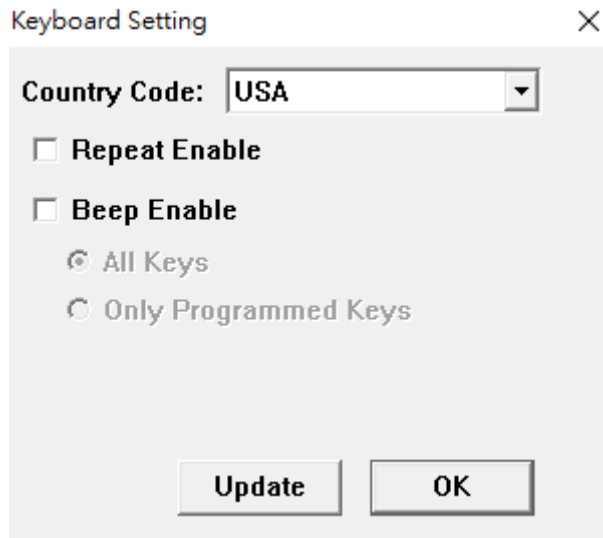 Keyboard Setting
Country Code: USA
Repeat Enable
Beep Enable
All Keys
Only Programmed Keys
Update OK